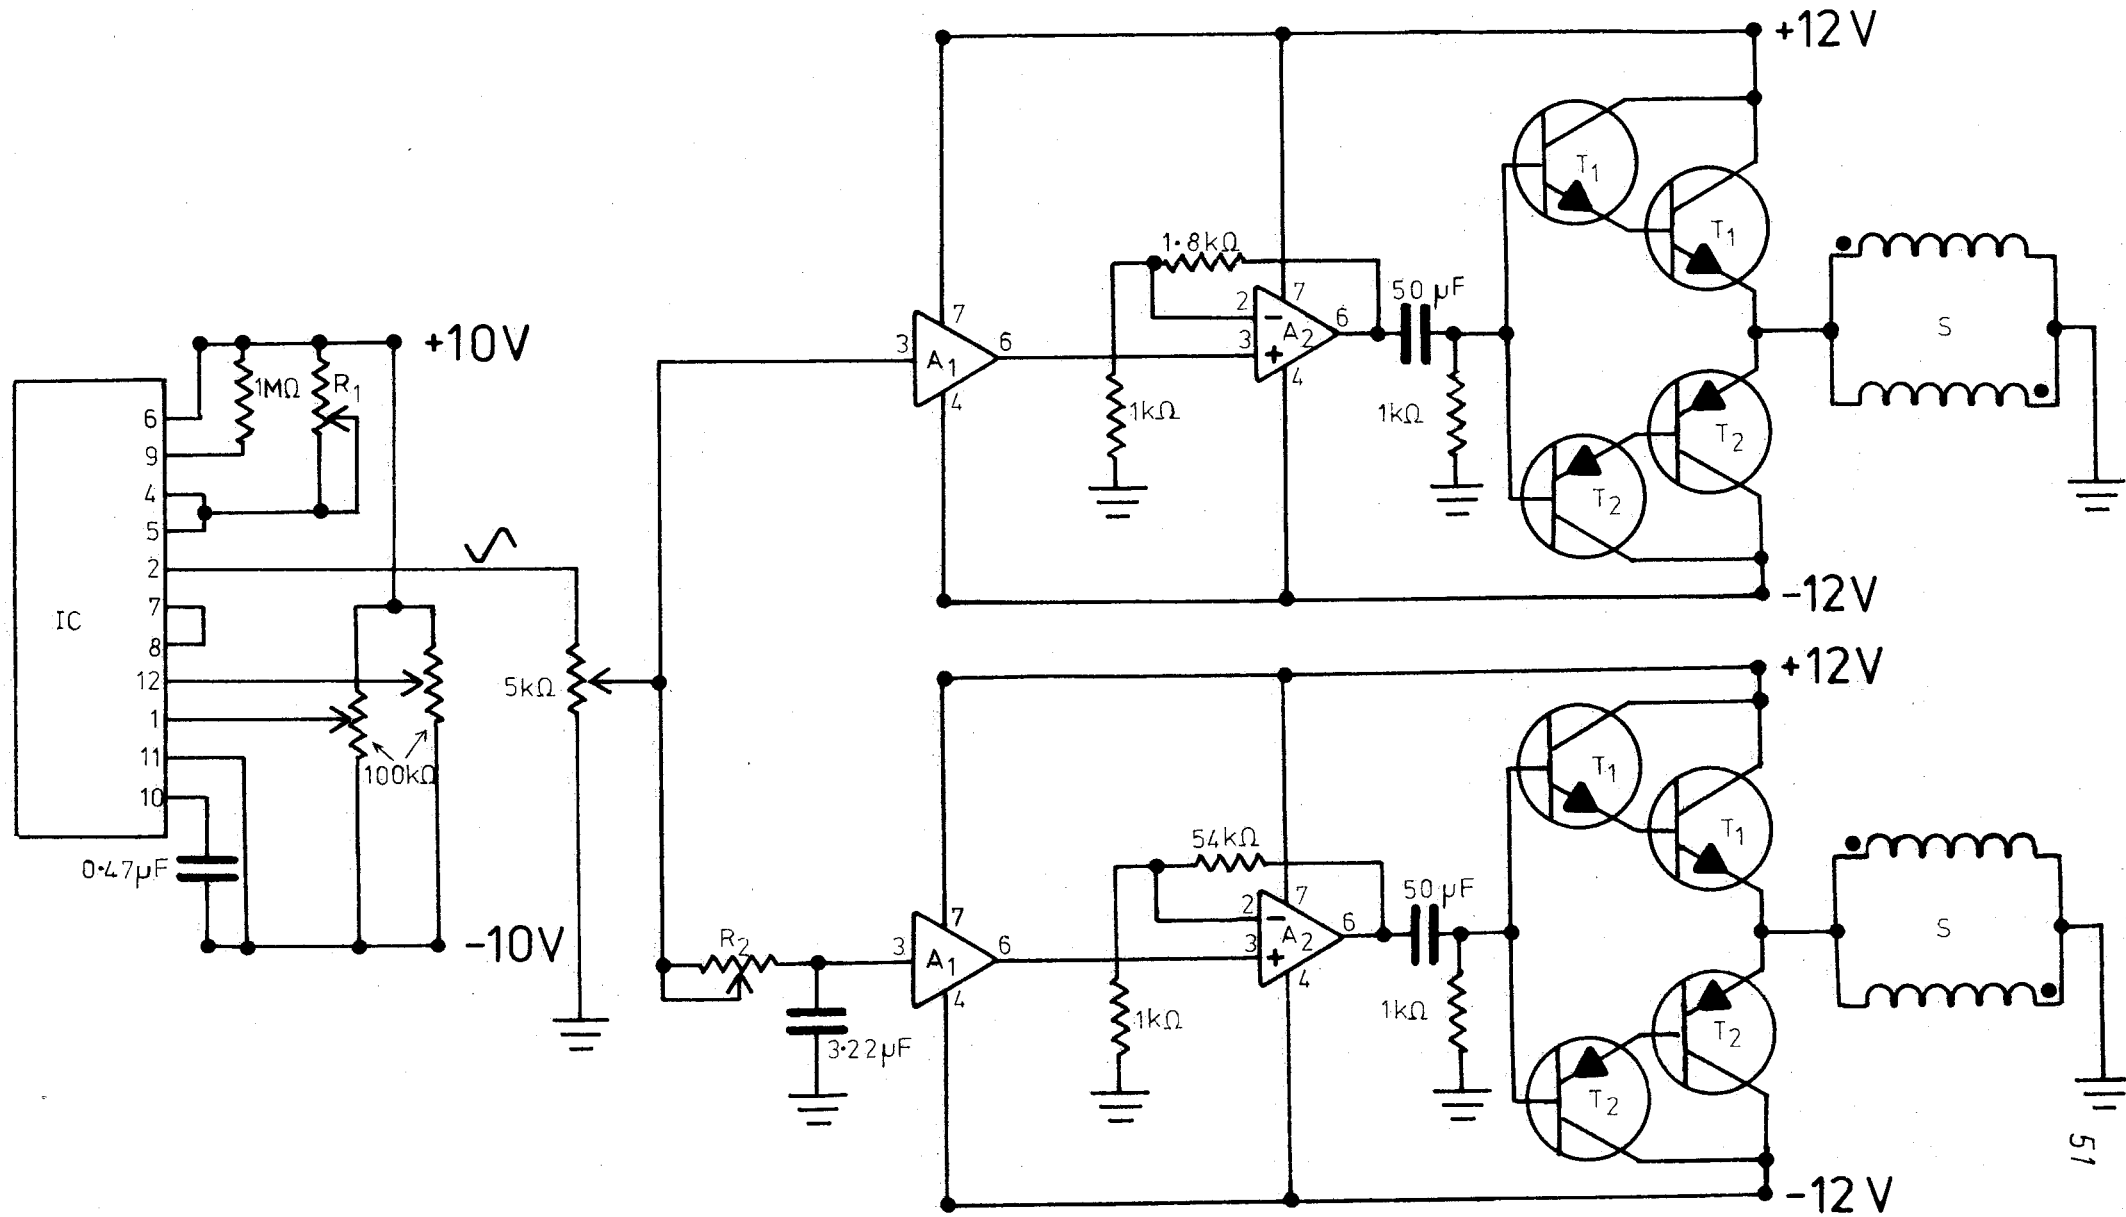 +12V
T1
T1
1·8kΩ
7
2
−
3
+
A2
6
4
50µF
1kΩ
1kΩ
7
3
A1
6
4
S
T2
T2
-12V
+10V
1MΩ
R1
6
9
4
5
2
7
8
12
1
11
10
IC
5kΩ
100kΩ
0·47µF
-10V
+12V
T1
T1
54kΩ
7
2
−
3
+
A2
6
4
50µF
1kΩ
1kΩ
7
3
A1
6
4
R2
3·22µF
S
T2
T2
-12V
51